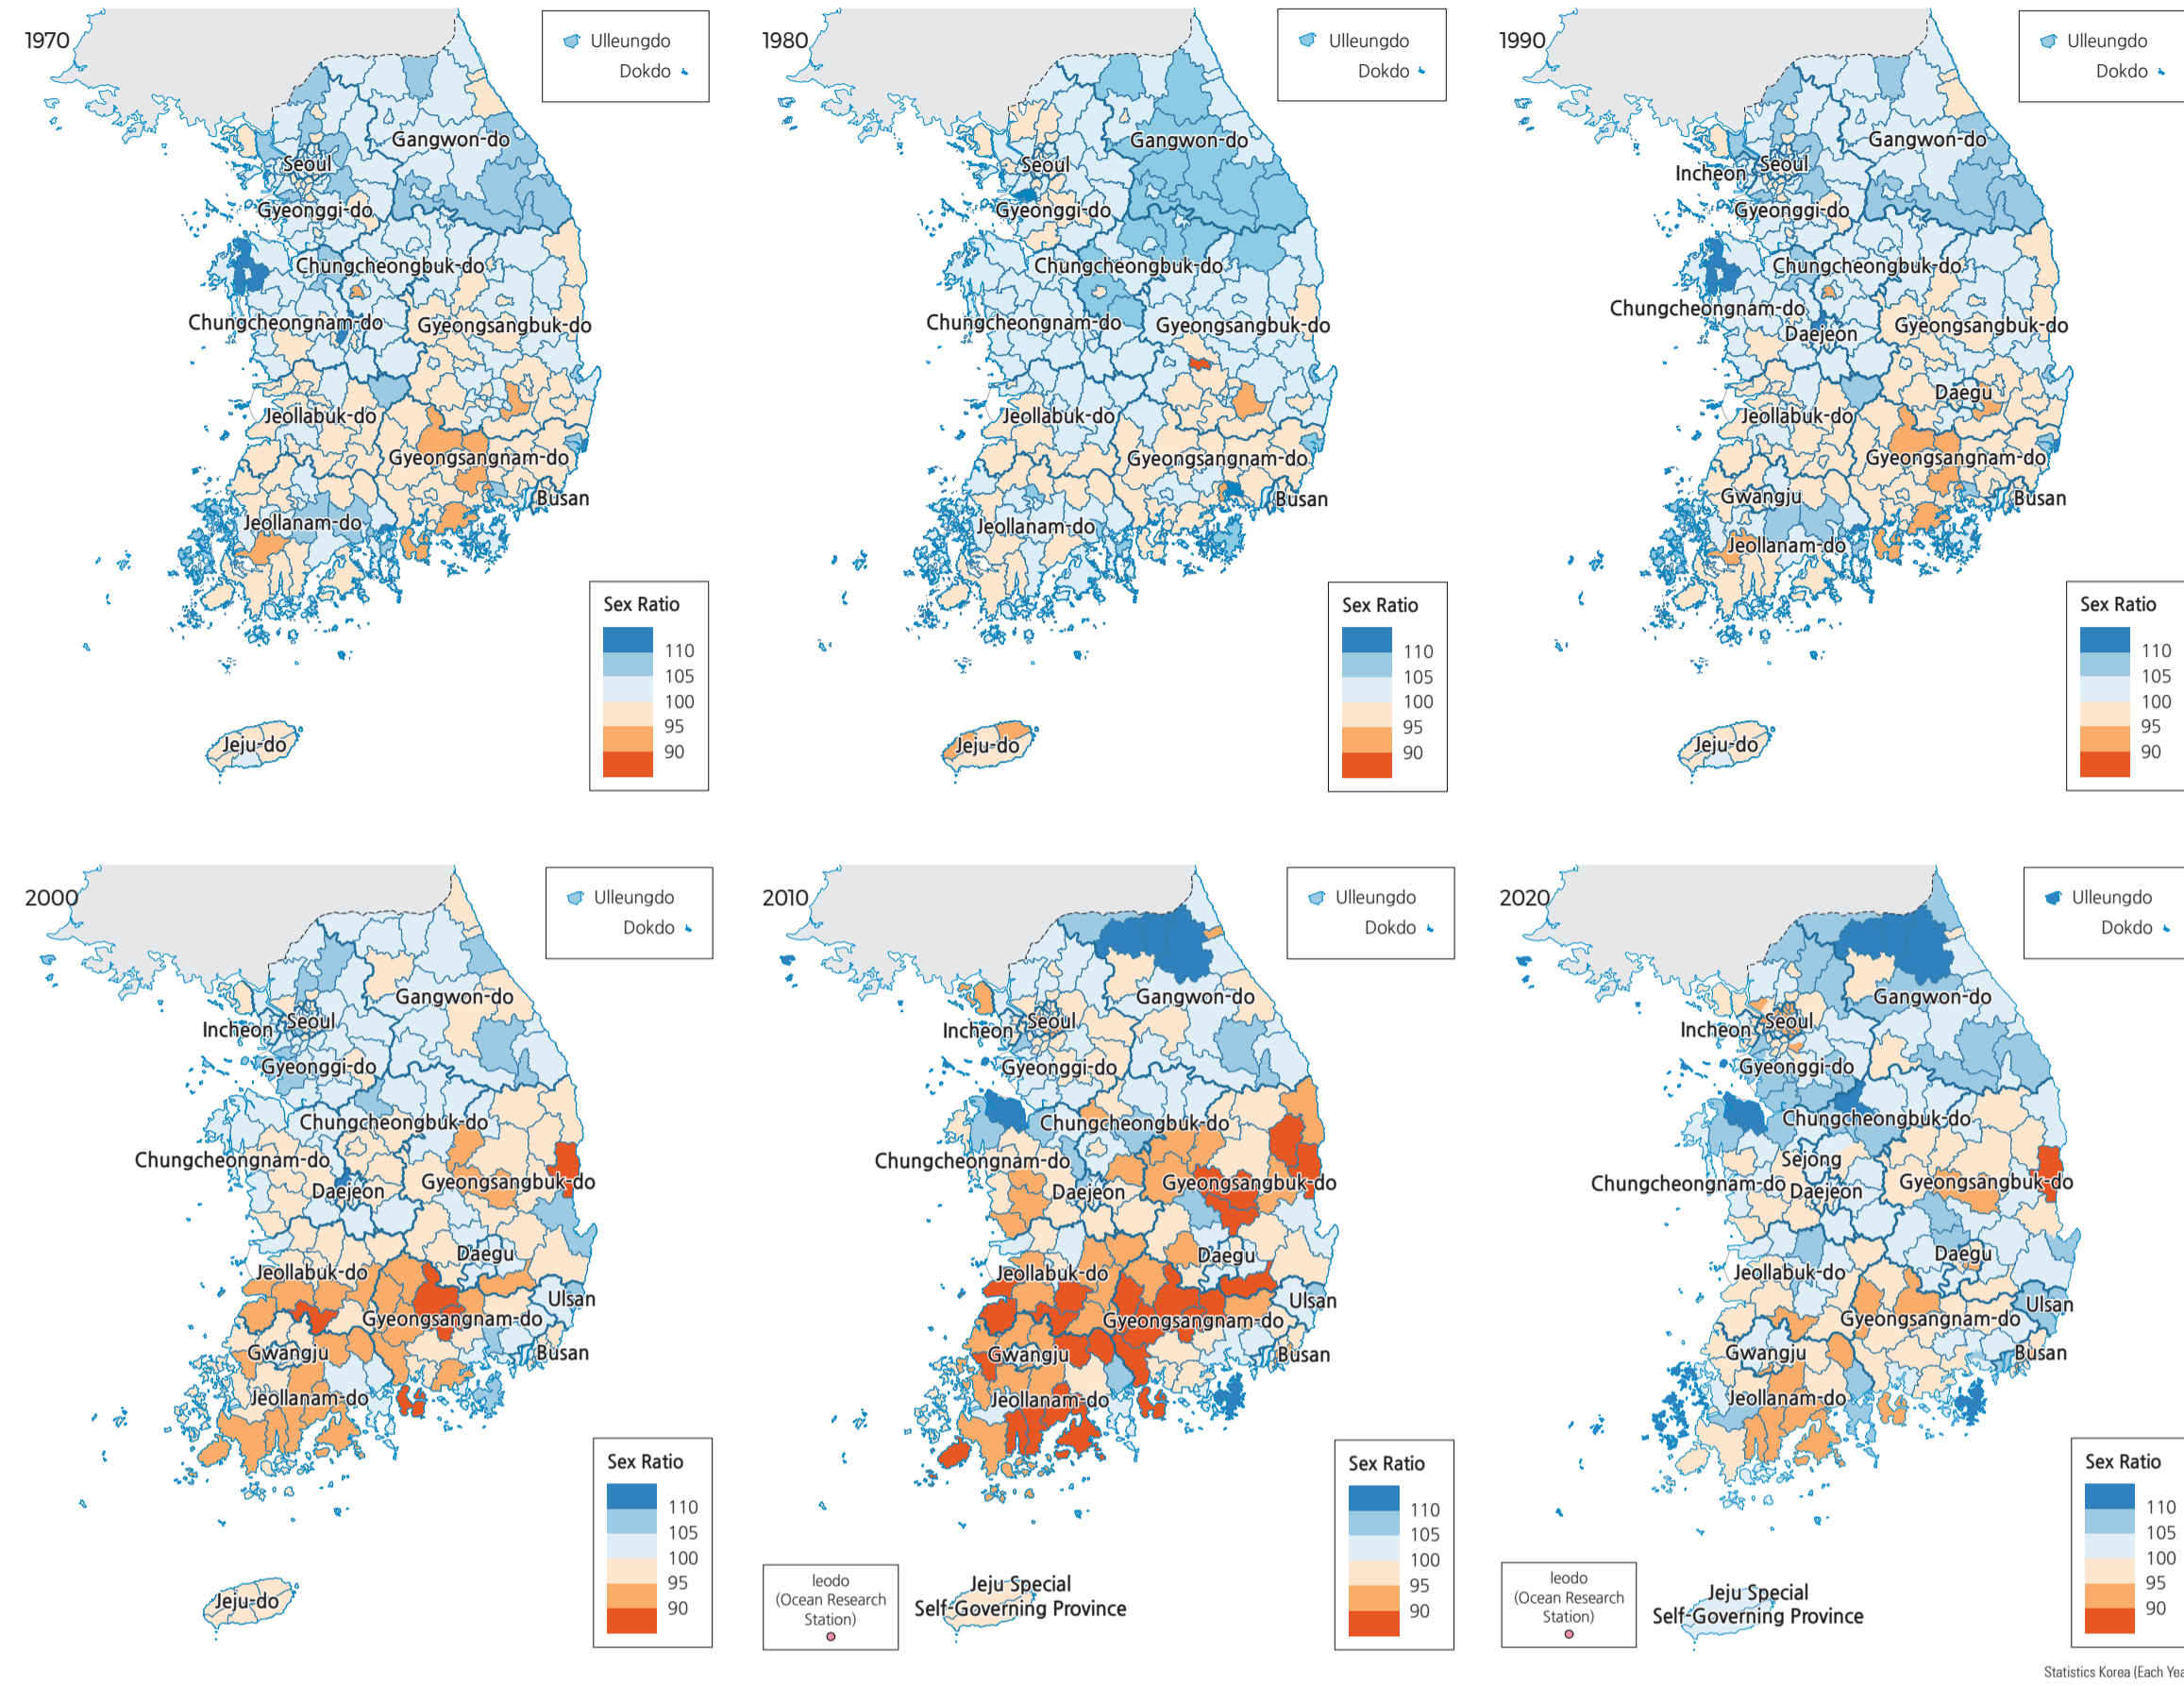 1970
Ulleungdo
Dokdo
Gangwon-do
Seoul
Gyeonggi-do
Chungcheongbuk-do
Chungcheongnam-do
Gyeongsangbuk-do
Jeollabuk-do
Gyeongsangnam-do
Busan
Jeollanam-do
Jeju-do
Sex Ratio
110
105
100
95
90
1980
Ulleungdo
Dokdo
Gangwon-do
Seoul
Gyeonggi-do
Chungcheongbuk-do
Chungcheongnam-do
Gyeongsangbuk-do
Jeollabuk-do
Gyeongsangnam-do
Busan
Jeollanam-do
Jeju-do
Sex Ratio
110
105
100
95
90
1990
Ulleungdo
Dokdo
Gangwon-do
Seoul
Incheon
Gyeonggi-do
Chungcheongbuk-do
Chungcheongnam-do
Gyeongsangbuk-do
Daejeon
Daegu
Jeollabuk-do
Gyeongsangnam-do
Gwangju
Busan
Jeollanam-do
Jeju-do
Sex Ratio
110
105
100
95
90
2000
Ulleungdo
Dokdo
Gangwon-do
Seoul
Incheon
Gyeonggi-do
Chungcheongbuk-do
Chungcheongnam-do
Gyeongsangbuk-do
Daejeon
Daegu
Jeollabuk-do
Ulsan
Gyeongsangnam-do
Gwangju
Busan
Jeollanam-do
Jeju-do
Sex Ratio
110
105
100
95
90
2010
Ulleungdo
Dokdo
Gangwon-do
Seoul
Incheon
Gyeonggi-do
Chungcheongbuk-do
Chungcheongnam-do
Gyeongsangbuk-do
Daejeon
Daegu
Jeollabuk-do
Ulsan
Gyeongsangnam-do
Gwangju
Busan
Jeollanam-do
Ieodo
(Ocean Research
Station)
Jeju Special
Self-Governing Province
Sex Ratio
110
105
100
95
90
2020
Ulleungdo
Dokdo
Gangwon-do
Seoul
Incheon
Gyeonggi-do
Chungcheongbuk-do
Sejong
Chungcheongnam-do
Gyeongsangbuk-do
Daejeon
Daegu
Jeollabuk-do
Ulsan
Gyeongsangnam-do
Gwangju
Busan
Jeollanam-do
Ieodo
(Ocean Research
Station)
Jeju Special
Self-Governing Province
Sex Ratio
110
105
100
95
90
Statistics Korea (Each Yea